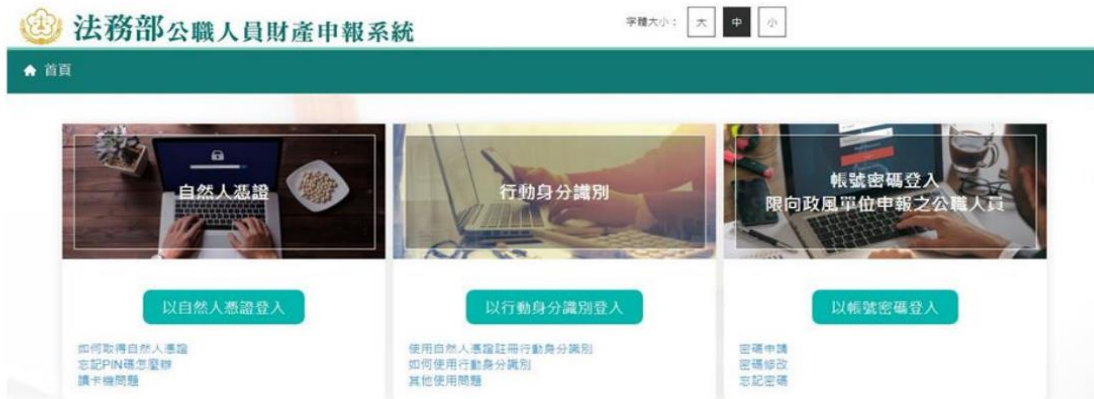 法務部公職人員財產申報系統
字體大小： 大 中 小
首頁
自然人憑證
行動身分識別
帳號密碼登入
限向政風單位申報之公職人員
以自然人憑證登入
以行動身分識別登入
以帳號密碼登入
如何取得自然人憑證
忘記PIN碼怎麼辦
讀卡機問題
使用自然人憑證註冊行動身分識別
如何使用行動身分識別
其他使用問題
密碼申請
密碼修改
忘記密碼